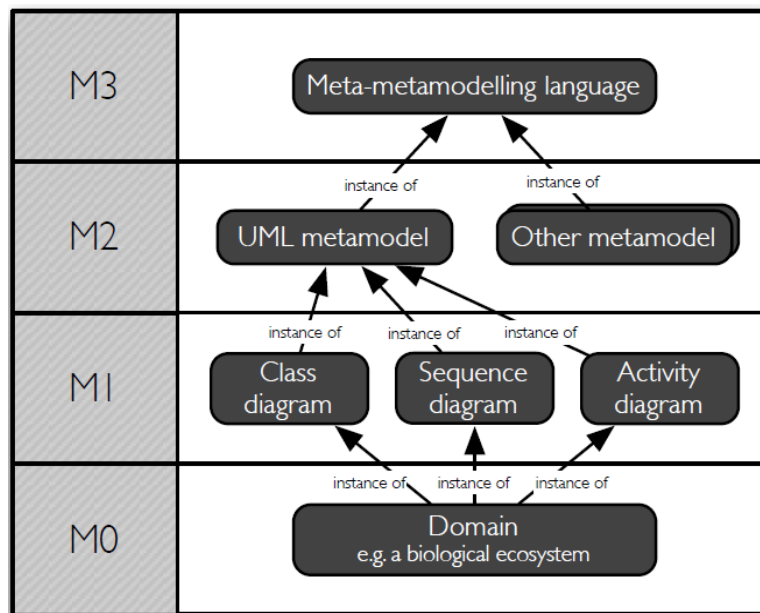 M3
Meta-metamodelling language
instance of
instance of
M2
UML metamodel
Other metamodel
instance of
instance of
instance of
M1
Class
diagram
Sequence
diagram
Activity
diagram
instance of
instance of
instance of
M0
Domain
e.g. a biological ecosystem